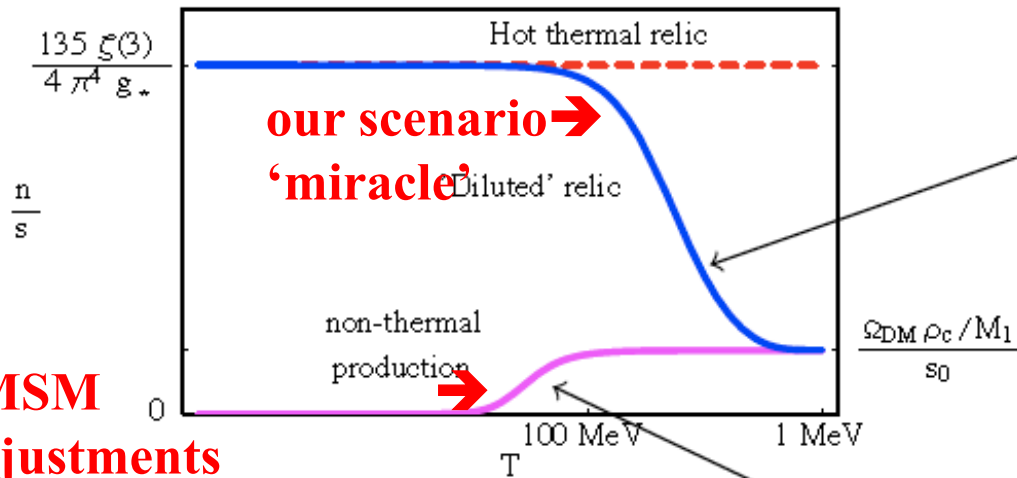 Hot thermal relic
135 ζ(3)
4 π⁴ g*
our scenario➔
‘miracle’
‘Diluted’ relic
n
s
non-thermal
production
Ω_DM ρ_c / M_1
s_0
MSM
justments
0
100 MeV
1 MeV
T